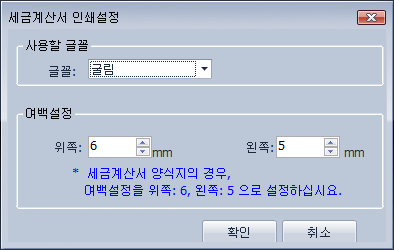 세금계산서 인쇄설정
사용할 글꼴
글꼴: 굴림
여백설정
위쪽: 6 mm 왼쪽: 5 mm
* 세금계산서 양식지의 경우,
여백설정을 위쪽: 6, 왼쪽: 5 으로 설정하십시요.
확인 취소